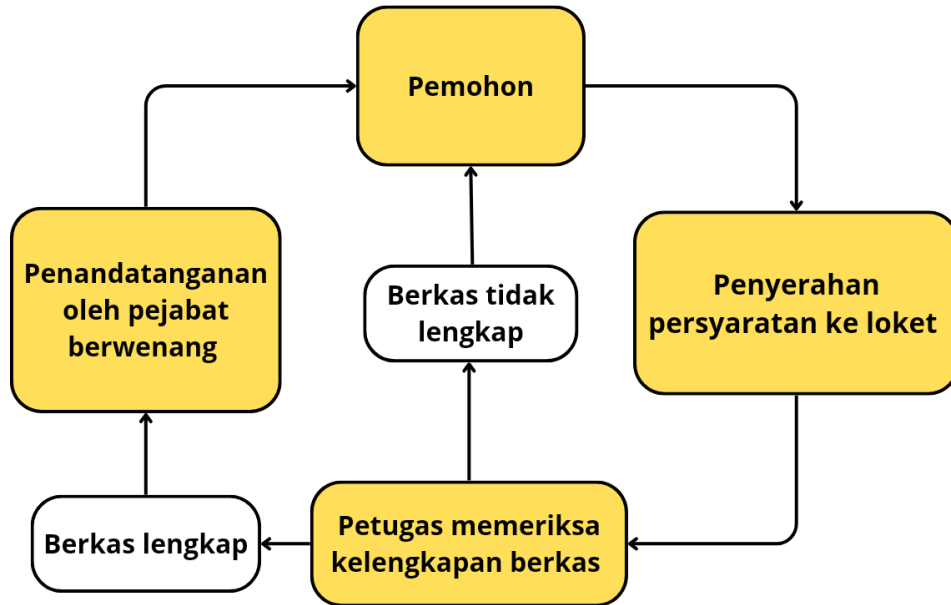 Pemohon
Penyerahan
persyaratan ke loket
Petugas memeriksa
kelengkapan berkas
Berkas tidak
lengkap
Berkas lengkap
Penandatanganan
oleh pejabat
berwenang